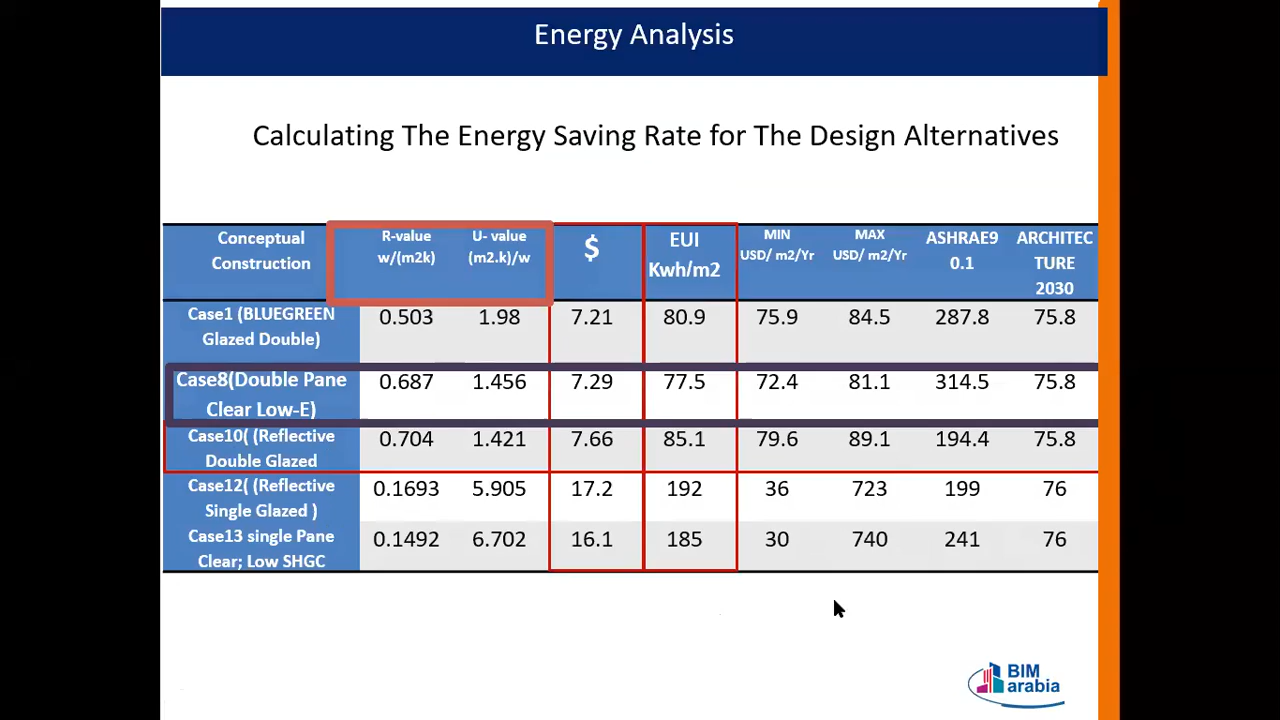 Energy Analysis
Calculating The Energy Saving Rate for The Design Alternatives
Conceptual Construction R-value w/(m2k) U- value (m2.k)/w $ EUI Kwh/m2 MIN USD/ m2/Yr MAX USD/ m2/Yr ASHRAE9 0.1 ARCHITEC TURE 2030
Case1 (BLUEGREEN Glazed Double) 0.503 1.98 7.21 80.9 75.9 84.5 287.8 75.8
Case8(Double Pane Clear Low-E) 0.687 1.456 7.29 77.5 72.4 81.1 314.5 75.8
Case10( (Reflective Double Glazed 0.704 1.421 7.66 85.1 79.6 89.1 194.4 75.8
Case12( (Reflective Single Glazed ) 0.1693 5.905 17.2 192 36 723 199 76
Case13 single Pane Clear; Low SHGC 0.1492 6.702 16.1 185 30 740 241 76
BIM
arabia